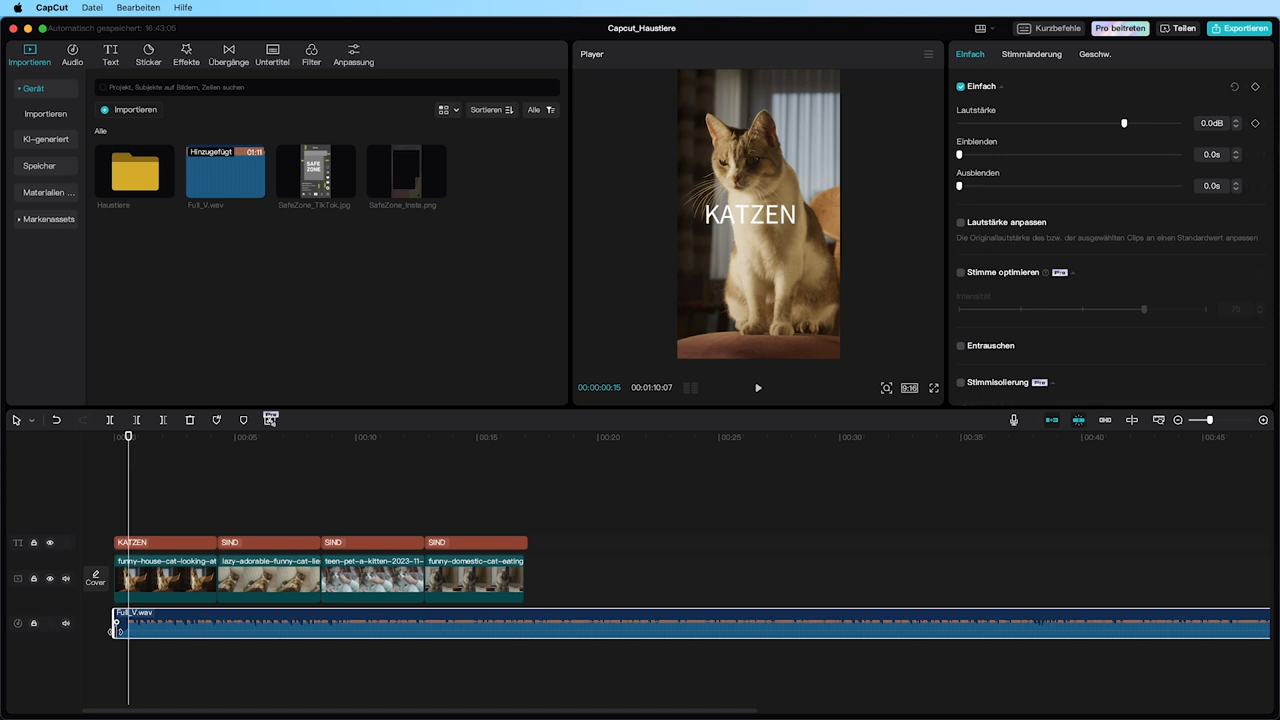 CapCut Datei Bearbeiten Hilfe
Automatisch gespeichert: 16:43:05
Capcut_Haustiere
Kurzbefehle
Pro beitreten
Teilen
Exportieren
Importieren
Audio
Text
Sticker
Effekte
Übergänge
Untertitel
Filter
Anpassung
Gerät
Importieren
KI-generiert
Speicher
Materialien ...
Markenassets
Projekt, Subjekte auf Bildern, Zeilen suchen
Importieren
Sortieren
Alle
Alle
Hinzugefügt 01:11
SAFE
ZONE
Haustiere
Full_V.wav
SafeZone_TikTok.jpg
SafeZone_Insta.png
Player
KATZEN
00:00:00:15 00:01:10:07
9:16
Einfach Stimmänderung Geschw.
Einfach
Lautstärke
0.0dB
Einblenden
0.0s
Ausblenden
0.0s
Lautstärke anpassen
Die Originallautstärke des bzw. der ausgewählten Clips an einen Standardwert anpassen
Stimme optimieren Pro
Intensität
70
Entrauschen
Stimmisolierung Pro
Pro
00:05 00:10 00:15 00:20 00:25 00:30 00:35 00:40 00:45
KATZEN SIND SIND SIND
Cover
funny-house-cat-looking-at lazy-adorable-funny-cat-lie teen-pet-a-kitten-2023-11- funny-domestic-cat-eating
Full_V.wav